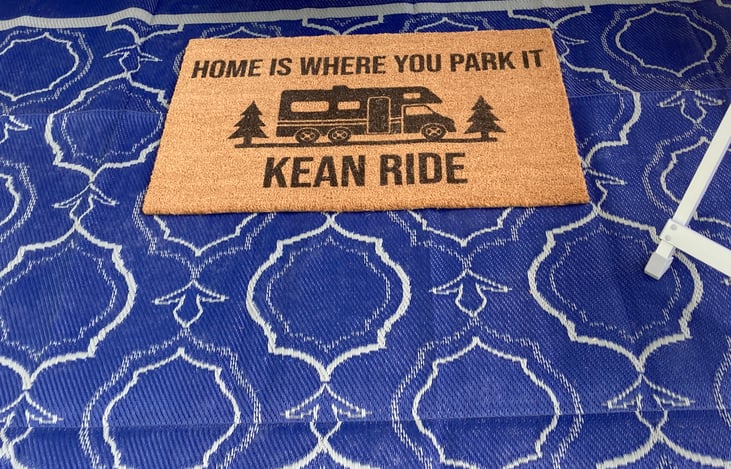 HOME IS WHERE YOU PARK IT
KEAN RIDE